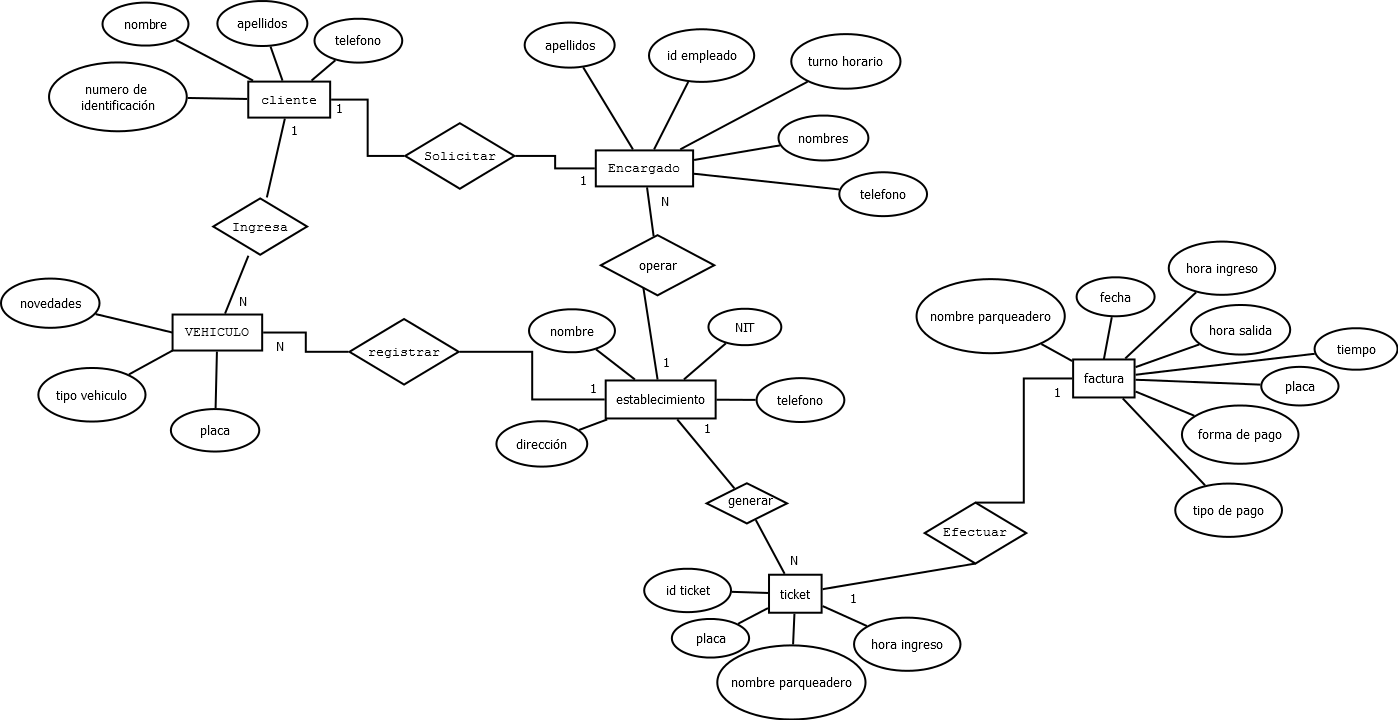 nombre
apellidos
telefono
numero de
identificación
cliente
1
1
Solicitar
1
apellidos
id empleado
turno horario
nombres
telefono
Encargado
N
Ingresa
N
operar
novedades
VEHICULO
N
tipo vehiculo
placa
registrar
1
nombre
NIT
1
establecimiento
telefono
dirección
1
generar
N
nombre parqueadero
fecha
hora ingreso
hora salida
tiempo
placa
factura
1
forma de pago
tipo de pago
Efectuar
1
id ticket
ticket
placa
nombre parqueadero
hora ingreso